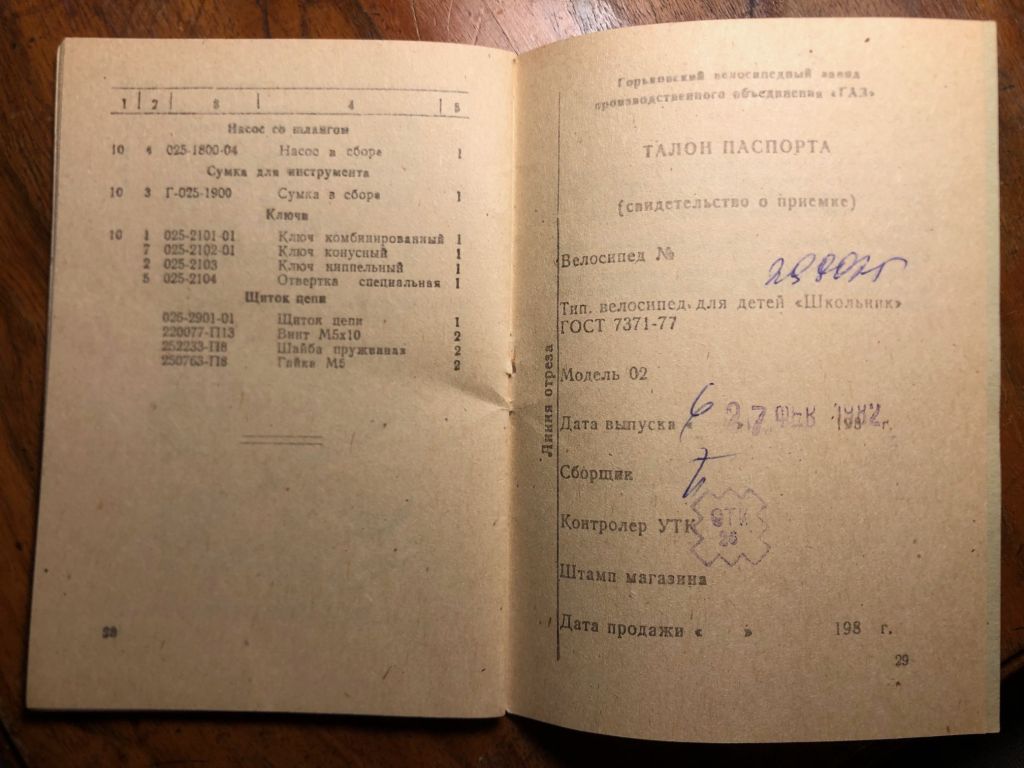 1 2 3 4 5
Насос со шлангом
10 4 025-1800-04 Насос в сборе 1
Сумка для инструмента
10 3 Г-025-1900 Сумка в сборе 1
Ключи
10 1 025-2101-01 Ключ комбинированный 1
7 025-2102-01 Ключ конусный 1
2 025-2103 Ключ ниппельный 1
5 025-2104 Отвертка специальная 1
Щиток цепи
025-2901-01 Щиток цепи 1
220077-П13 Винт М5х10 2
252233-П8 Шайба пружинная 2
250763-П8 Гайка М5 2
28
Горьковский велосипедный завод
производственного объединения «ГАЗ»
ТАЛОН ПАСПОРТА
(свидетельство о приемке)
Велосипед №
Тип. велосипед для детей «Школьник»
ГОСТ 7371-77
Модель 02
Дата выпуска « 27 ФЕВ 1982 198 г.
Сборщик
Контролер УТК
ОТК
26
Штамп магазина
Дата продажи « » 198 г.
29
Линия отреза